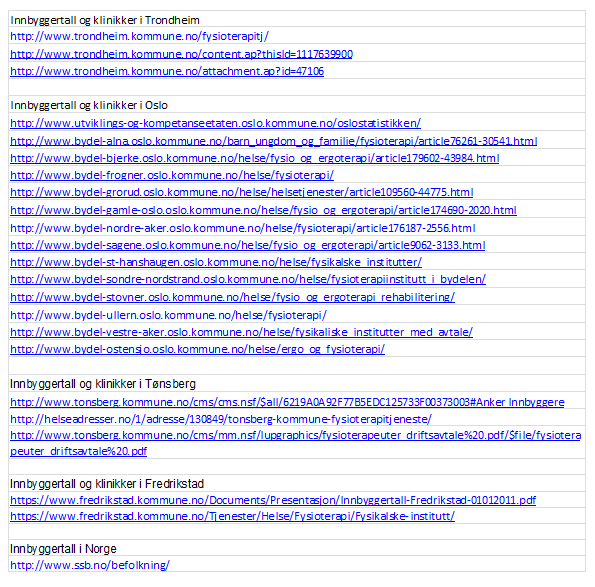 Innbyggertall og klinikker i Trondheim
http://www.trondheim.kommune.no/fysioterapitj/
http://www.trondheim.kommune.no/content.ap?thisId=1117639900
http://www.trondheim.kommune.no/attachment.ap?id=47106
Innbyggertall og klinikker i Oslo
http://www.utviklings-og-kompetanseetaten.oslo.kommune.no/oslostatistikken/
http://www.bydel-alna.oslo.kommune.no/barn_ungdom_og_familie/fysioterapi/article76261-30541.html
http://www.bydel-bjerke.oslo.kommune.no/helse/fysio_og_ergoterapi/article179602-43984.html
http://www.bydel-frogner.oslo.kommune.no/helse/fysioterapi/
http://www.bydel-grorud.oslo.kommune.no/helse/helsetjenester/article109560-44775.html
http://www.bydel-gamle-oslo.oslo.kommune.no/helse/fysio_og_ergoterapi/article174690-2020.html
http://www.bydel-nordre-aker.oslo.kommune.no/helse/fysioterapi/article176187-2556.html
http://www.bydel-sagene.oslo.kommune.no/helse/fysio_og_ergoterapi/article9062-3133.html
http://www.bydel-st-hanshaugen.oslo.kommune.no/helse/fysikalske_institutter/
http://www.bydel-sondre-nordstrand.oslo.kommune.no/helse/fysioterapiinstitutt_i_bydelen/
http://www.bydel-stovner.oslo.kommune.no/helse/fysio_og_ergoterapi_rehabilitering/
http://www.bydel-ullern.oslo.kommune.no/helse/fysioterapi/
http://www.bydel-vestre-aker.oslo.kommune.no/helse/fysikaliske_institutter_med_avtale/
http://www.bydel-ostensjo.oslo.kommune.no/helse/ergo_og_fysioterapi/
Innbyggertall og klinikker i Tønsberg
http://www.tonsberg.kommune.no/cms/cms.nsf/$all/6219A0A92F77B5EDC125733F00373003#Anker Innbyggere
http://helseadresser.no/1/adresse/130849/tonsberg-kommune-fysioterapitjeneste/
http://www.tonsberg.kommune.no/cms/mm.nsf/lupgraphics/fysioterapeuter_driftsavtale%20.pdf/$file/fysiotera
peuter_driftsavtale%20.pdf
Innbyggertall og klinikker i Fredrikstad
https://www.fredrikstad.kommune.no/Documents/Presentasjon/Innbyggertall-Fredrikstad-01012011.pdf
https://www.fredrikstad.kommune.no/Tjenester/Helse/Fysioterapi/Fysikalske-institutt/
Innbyggertall i Norge
http://www.ssb.no/befolkning/